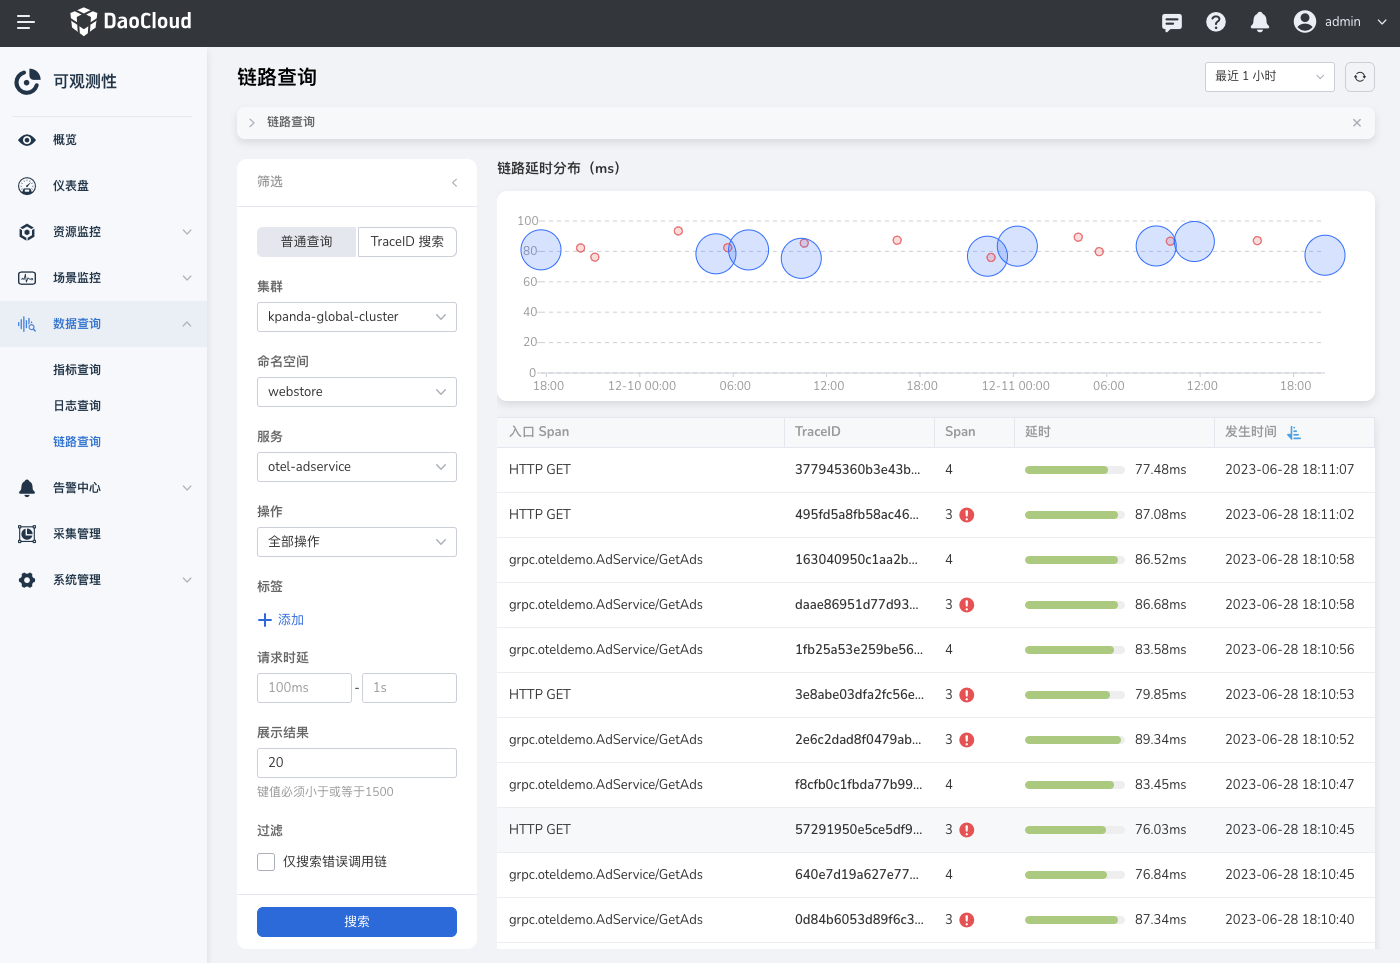 DaoCloud
admin
可观测性
概览
仪表盘
资源监控
场景监控
数据查询
指标查询
日志查询
链路查询
告警中心
采集管理
系统管理
链路查询
最近 1 小时
链路查询
筛选
普通查询
TraceID 搜索
集群
kpanda-global-cluster
命名空间
webstore
服务
otel-adservice
操作
全部操作
标签
添加
请求时延
100ms - 1s
展示结果
20
键值必须小于或等于1500
过滤
仅搜索错误调用链
搜索
链路延时分布（ms）
100
80
60
40
20
0
18:00 12-10 00:00 06:00 12:00 18:00 12-11 00:00 06:00 12:00 18:00
入口 Span TraceID Span 延时 发生时间
HTTP GET 377945360b3e43b... 4 77.48ms 2023-06-28 18:11:07
HTTP GET 495fd5a8fb58ac46... 3 87.08ms 2023-06-28 18:11:02
grpc.oteldemo.AdService/GetAds 163040950c1aa2b... 4 86.52ms 2023-06-28 18:10:58
grpc.oteldemo.AdService/GetAds daae86951d77d93... 3 86.68ms 2023-06-28 18:10:58
grpc.oteldemo.AdService/GetAds 1fb25a53e259be56... 4 83.58ms 2023-06-28 18:10:56
HTTP GET 3e8abe03dfa2fc56e... 3 79.85ms 2023-06-28 18:10:53
grpc.oteldemo.AdService/GetAds 2e6c2dad8f0479ab... 3 89.34ms 2023-06-28 18:10:52
grpc.oteldemo.AdService/GetAds f8cfb0c1fbda77b99... 4 83.45ms 2023-06-28 18:10:47
HTTP GET 57291950e5ce5df9... 3 76.03ms 2023-06-28 18:10:45
grpc.oteldemo.AdService/GetAds 640e7d19a627e77... 4 76.84ms 2023-06-28 18:10:45
grpc.oteldemo.AdService/GetAds 0d84b6053d89f6c3... 3 87.34ms 2023-06-28 18:10:40